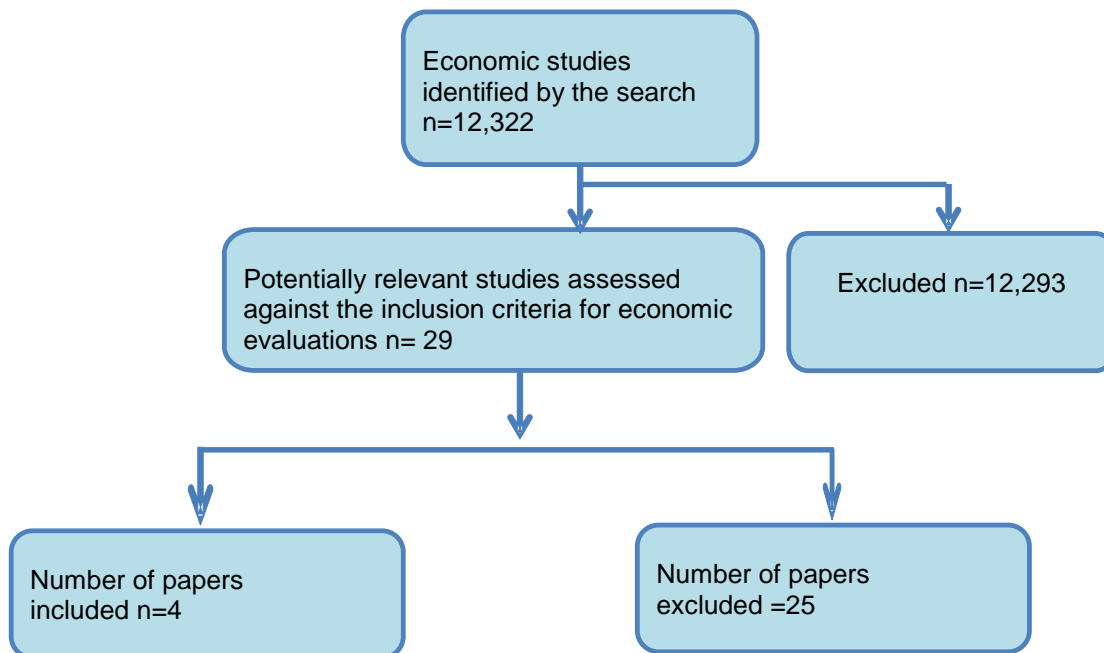 Economic studies
identified by the search
n=12,322
Potentially relevant studies assessed
against the inclusion criteria for economic
evaluations n= 29
Excluded n=12,293
Number of papers
included n=4
Number of papers
excluded =25